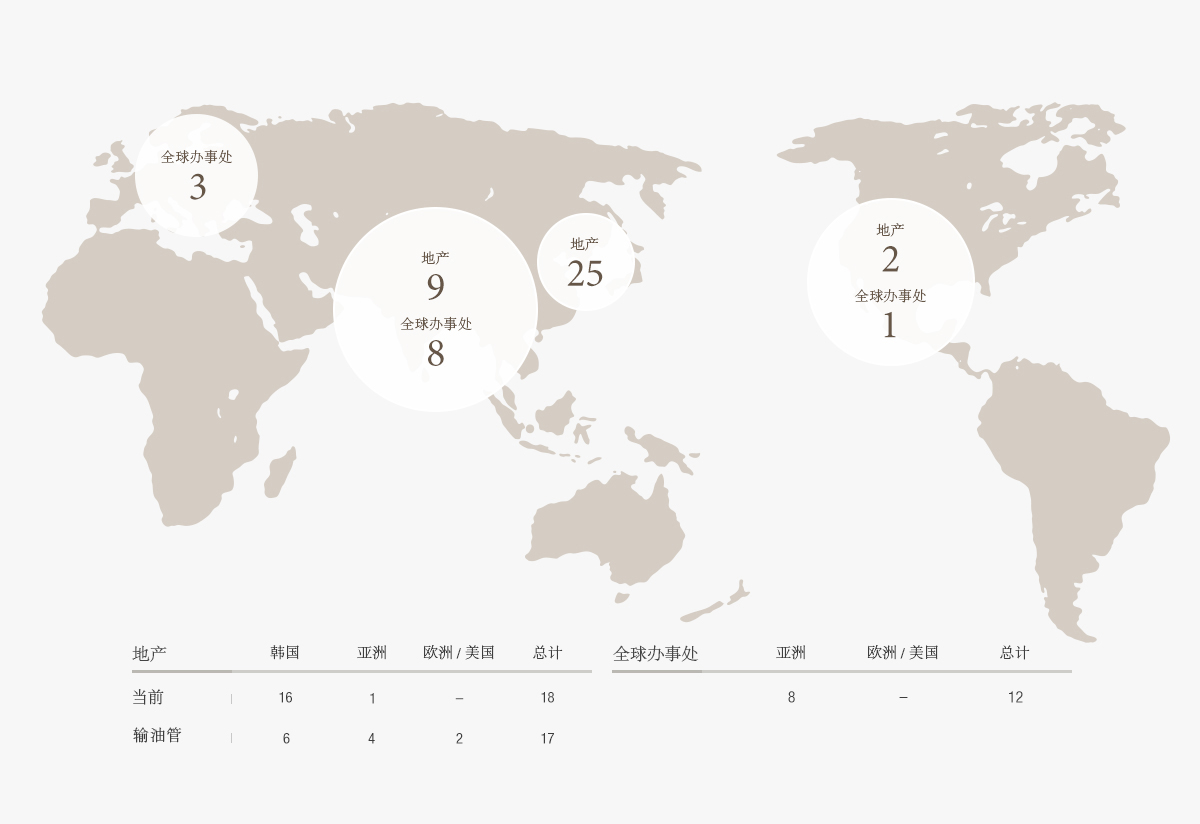 全球办事处
3
地产
9
全球办事处
8
地产
25
地产
2
全球办事处
1
地产 韩国 亚洲 欧洲 / 美国 总计
当前 16 1 – 18
输油管 6 4 2 17
全球办事处 亚洲 欧洲 / 美国 总计
8 – 12